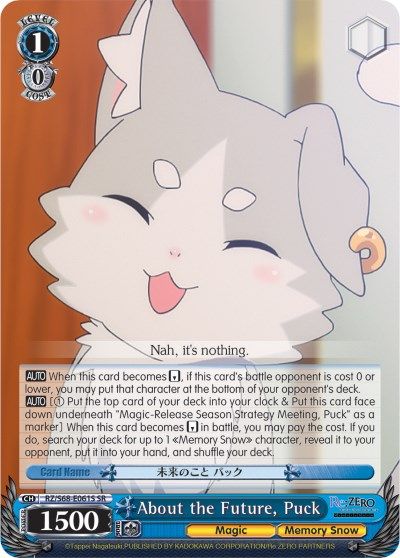 LEVEL
1
0
COST
Nah, it's nothing.
AUTO When this card becomes [▼], if this card's battle opponent is cost 0 or
lower, you may put that character at the bottom of your opponent's deck.
AUTO [① Put the top card of your deck into your clock & Put this card face
down underneath "Magic-Release Season Strategy Meeting, Puck" as
a marker] When this card becomes [▼] in battle, you may pay the cost. If you
do, search your deck for up to 1 «Memory Snow» character, reveal it to your
opponent, put it into your hand, and shuffle your deck.
Card Name 未来のこと パック
CH RZ/S68-E061S SR
About the Future, Puck
Re:ZERO
POWER 1500 SOUL
Magic Memory Snow
©Tappei Nagatsuki,PUBLISHED BY KADOKAWA CORPORATION/Re:ZERO PARTNERS